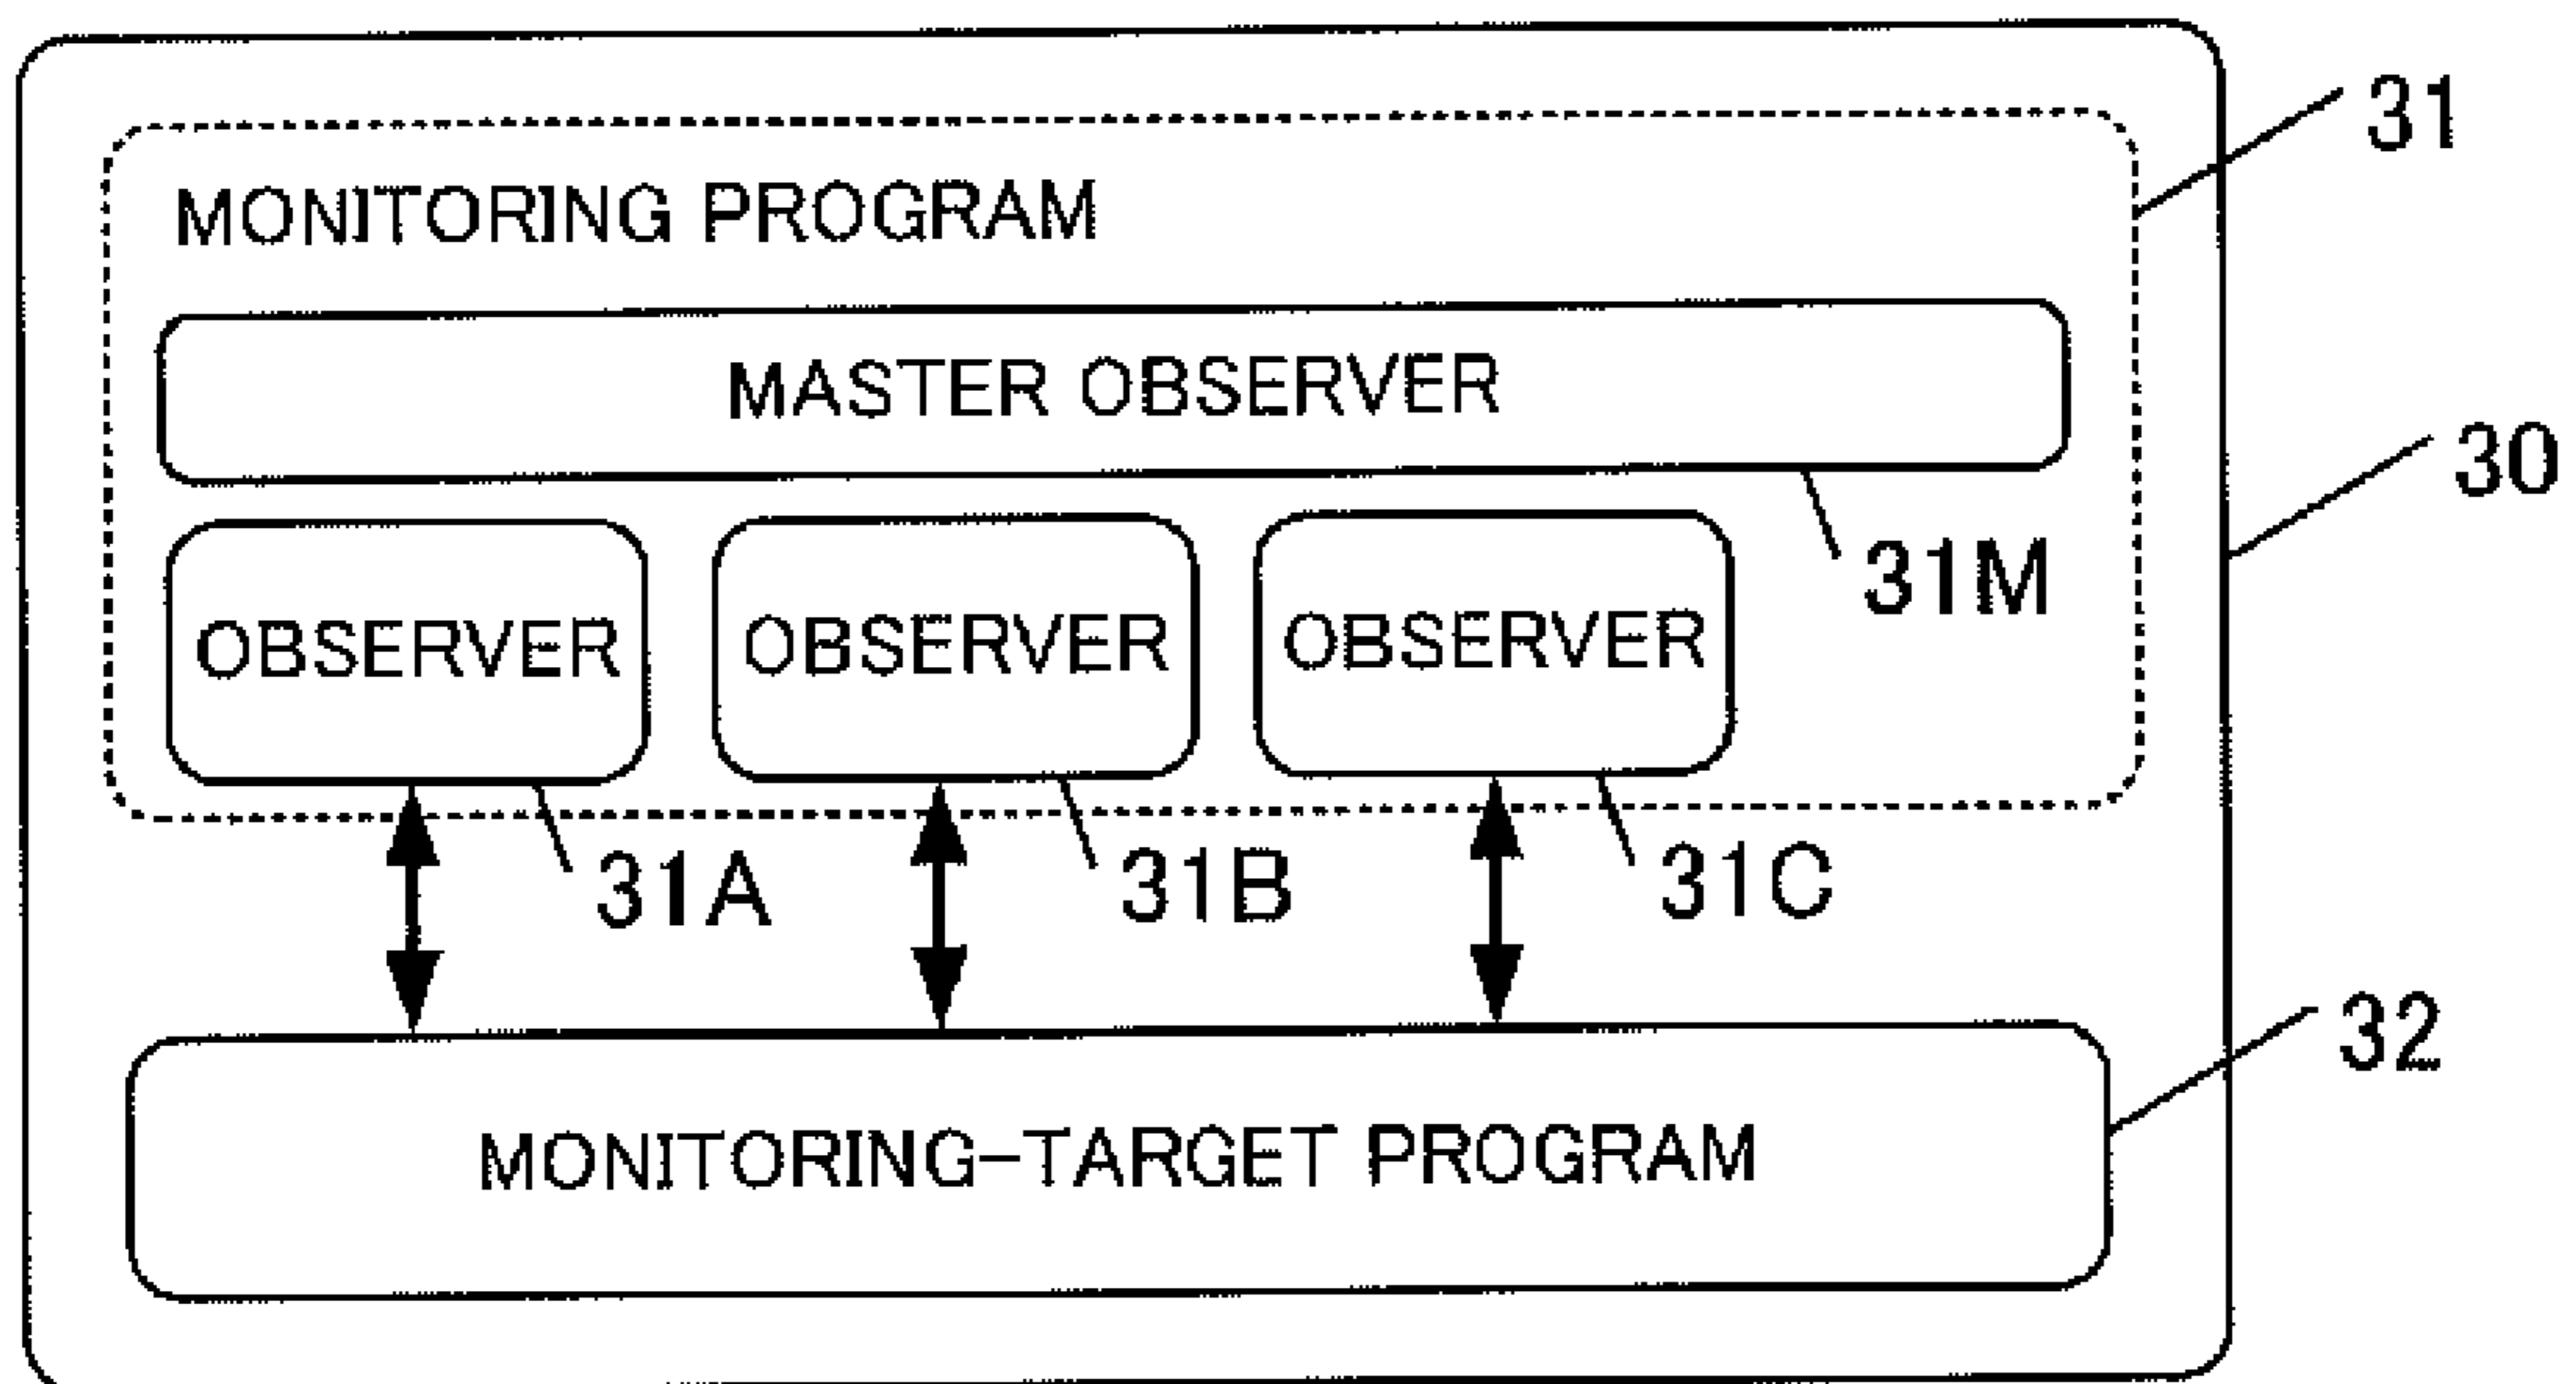 31
MONITORING PROGRAM
MASTER OBSERVER
30
31M
OBSERVER OBSERVER OBSERVER
31A 31B 31C
32
MONITORING-TARGET PROGRAM